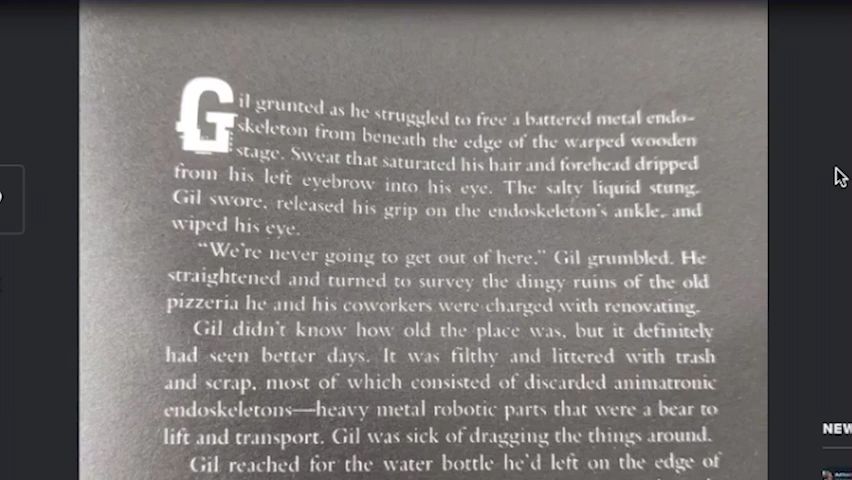 Gil grunted as he struggled to free a battered metal endo-
skeleton from beneath the edge of the warped wooden
stage. Sweat that saturated his hair and forehead dripped
from his left eyebrow into his eye. The salty liquid stung.
Gil swore, released his grip on the endoskeleton's ankle, and
wiped his eye.
“We're never going to get out of here,” Gil grumbled. He
straightened and turned to survey the dingy ruins of the old
pizzeria he and his coworkers were charged with renovating.
Gil didn't know how old the place was, but it definitely
had seen better days. It was filthy and littered with trash
and scrap, most of which consisted of discarded animatronic
endoskeletons—heavy metal robotic parts that were a bear to
lift and transport. Gil was sick of dragging the things around.
Gil reached for the water bottle he'd left on the edge of
NEW